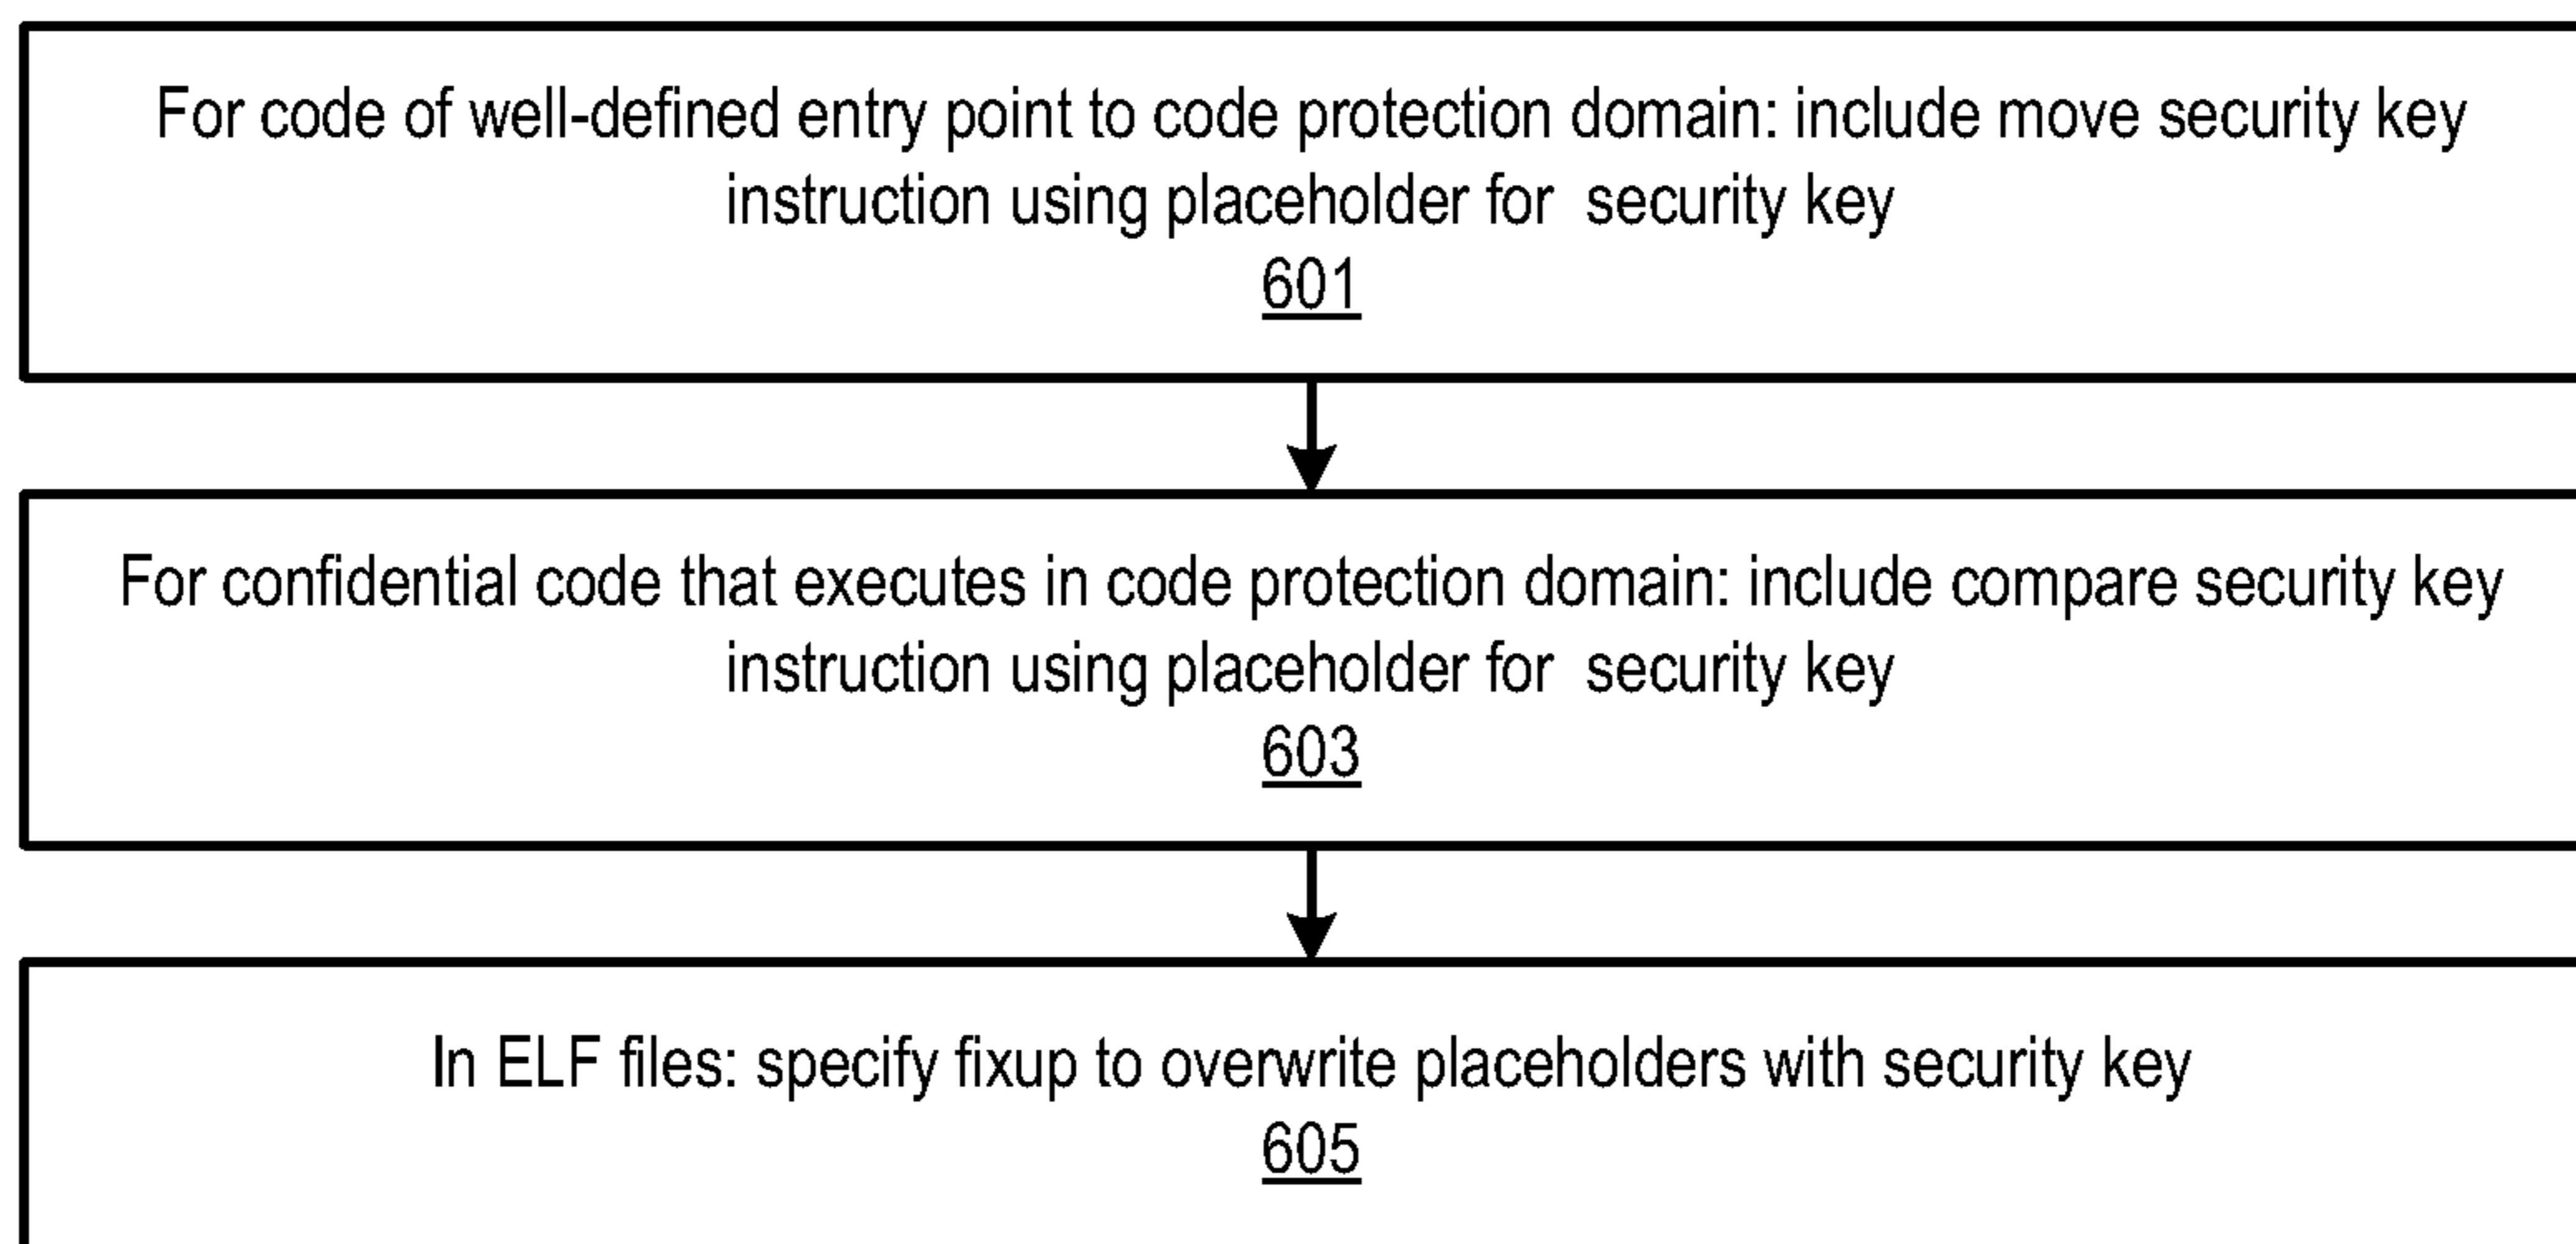 For code of well-defined entry point to code protection domain: include move security key
instruction using placeholder for  security key
601
For confidential code that executes in code protection domain: include compare security key
instruction using placeholder for  security key
603
In ELF files: specify fixup to overwrite placeholders with security key
605